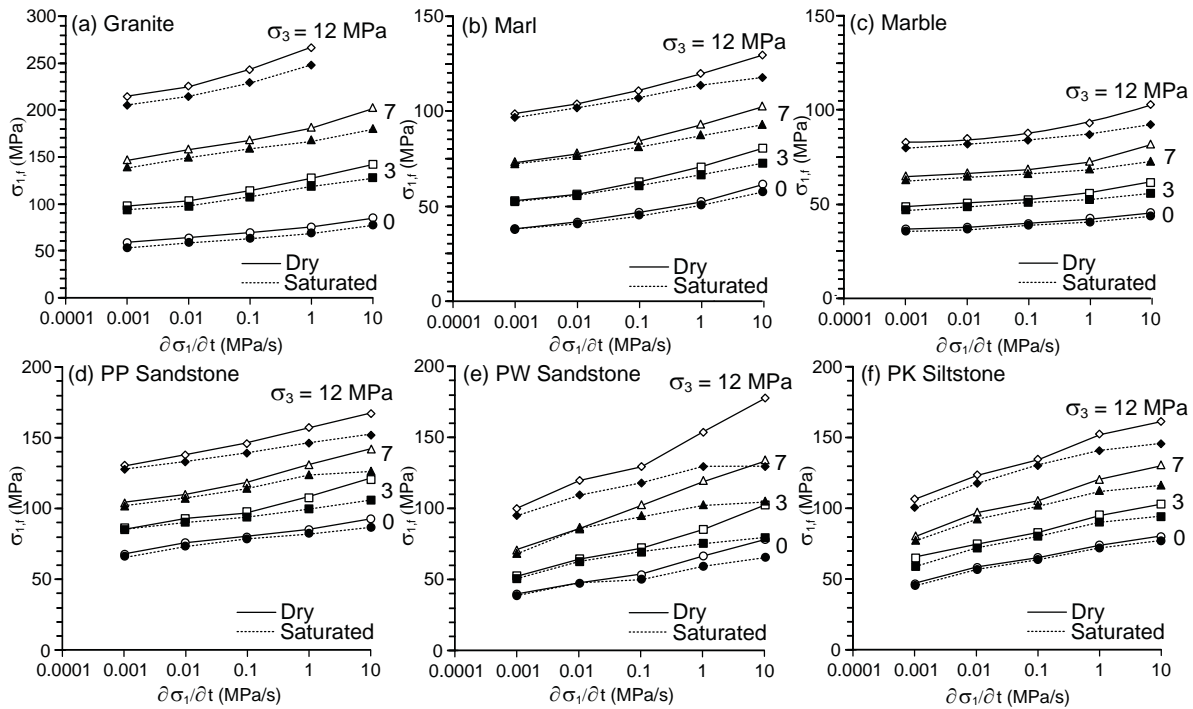 (a) Granite
σ₃ = 12 MPa
7
3
0
Dry
Saturated
300
250
200
150
100
50
0
σ₁,f (MPa)
0.0001 0.001 0.01 0.1 1 10
∂σ₁/∂t (MPa/s)
(b) Marl
σ₃ = 12 MPa
7
3
0
Dry
Saturated
150
100
50
0
σ₁,f (MPa)
0.0001 0.001 0.01 0.1 1 10
∂σ₁/∂t (MPa/s)
(c) Marble
σ₃ = 12 MPa
7
3
0
Dry
Saturated
150
100
50
0
σ₁,f (MPa)
0.0001 0.001 0.01 0.1 1 10
∂σ₁/∂t (MPa/s)
(d) PP Sandstone
σ₃ = 12 MPa
7
3
0
Dry
Saturated
200
150
100
50
0
σ₁,f (MPa)
0.0001 0.001 0.01 0.1 1 10
∂σ₁/∂t (MPa/s)
(e) PW Sandstone
σ₃ = 12 MPa
7
3
0
Dry
Saturated
200
150
100
50
0
σ₁,f (MPa)
0.0001 0.001 0.01 0.1 1 10
∂σ₁/∂t (MPa/s)
(f) PK Siltstone
σ₃ = 12 MPa
7
3
0
Dry
Saturated
200
150
100
50
0
σ₁,f (MPa)
0.0001 0.001 0.01 0.1 1 10
∂σ₁/∂t (MPa/s)